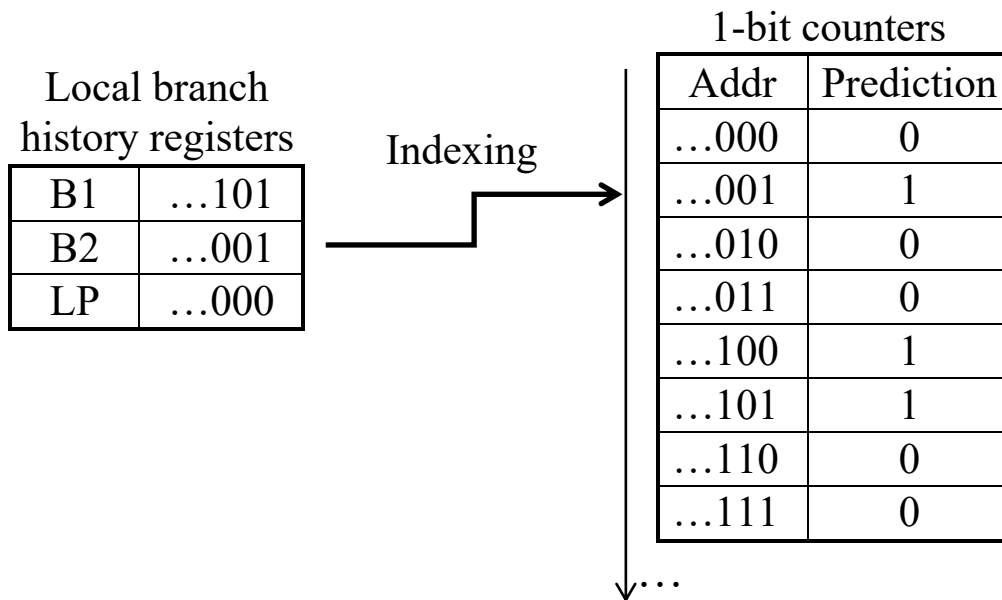 Local branch
history registers
B1 …101
B2 …001
LP …000
Indexing
1-bit counters
Addr Prediction
…000 0
…001 1
…010 0
…011 0
…100 1
…101 1
…110 0
…111 0
…